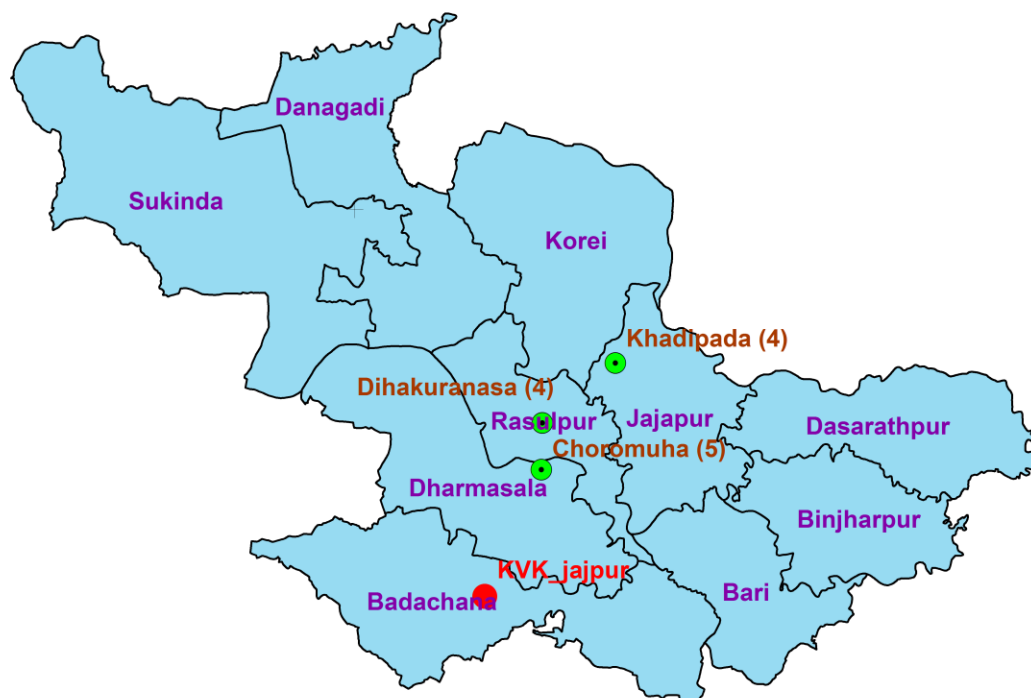 Danagadi
Sukinda
Korei
Khadipada (4)
Dihakuranasa (4)
Rasulpur
Jajapur
Dasarathpur
Choromuha (5)
Dharmasala
Binjharpur
KVK_jajpur
Badachana
Bari